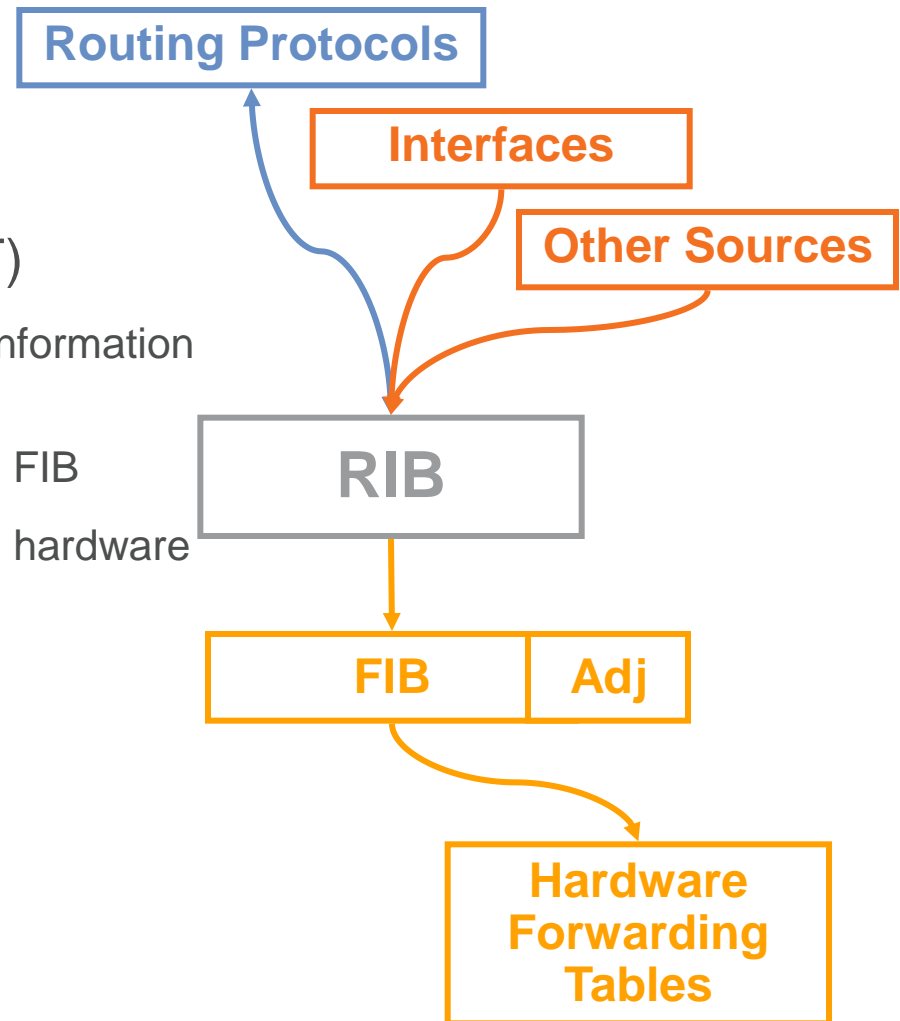 Routing Protocols
Interfaces
Other Sources
)
nformation
FIB
hardware
RIB
FIB
Adj
Hardware
Forwarding
Tables